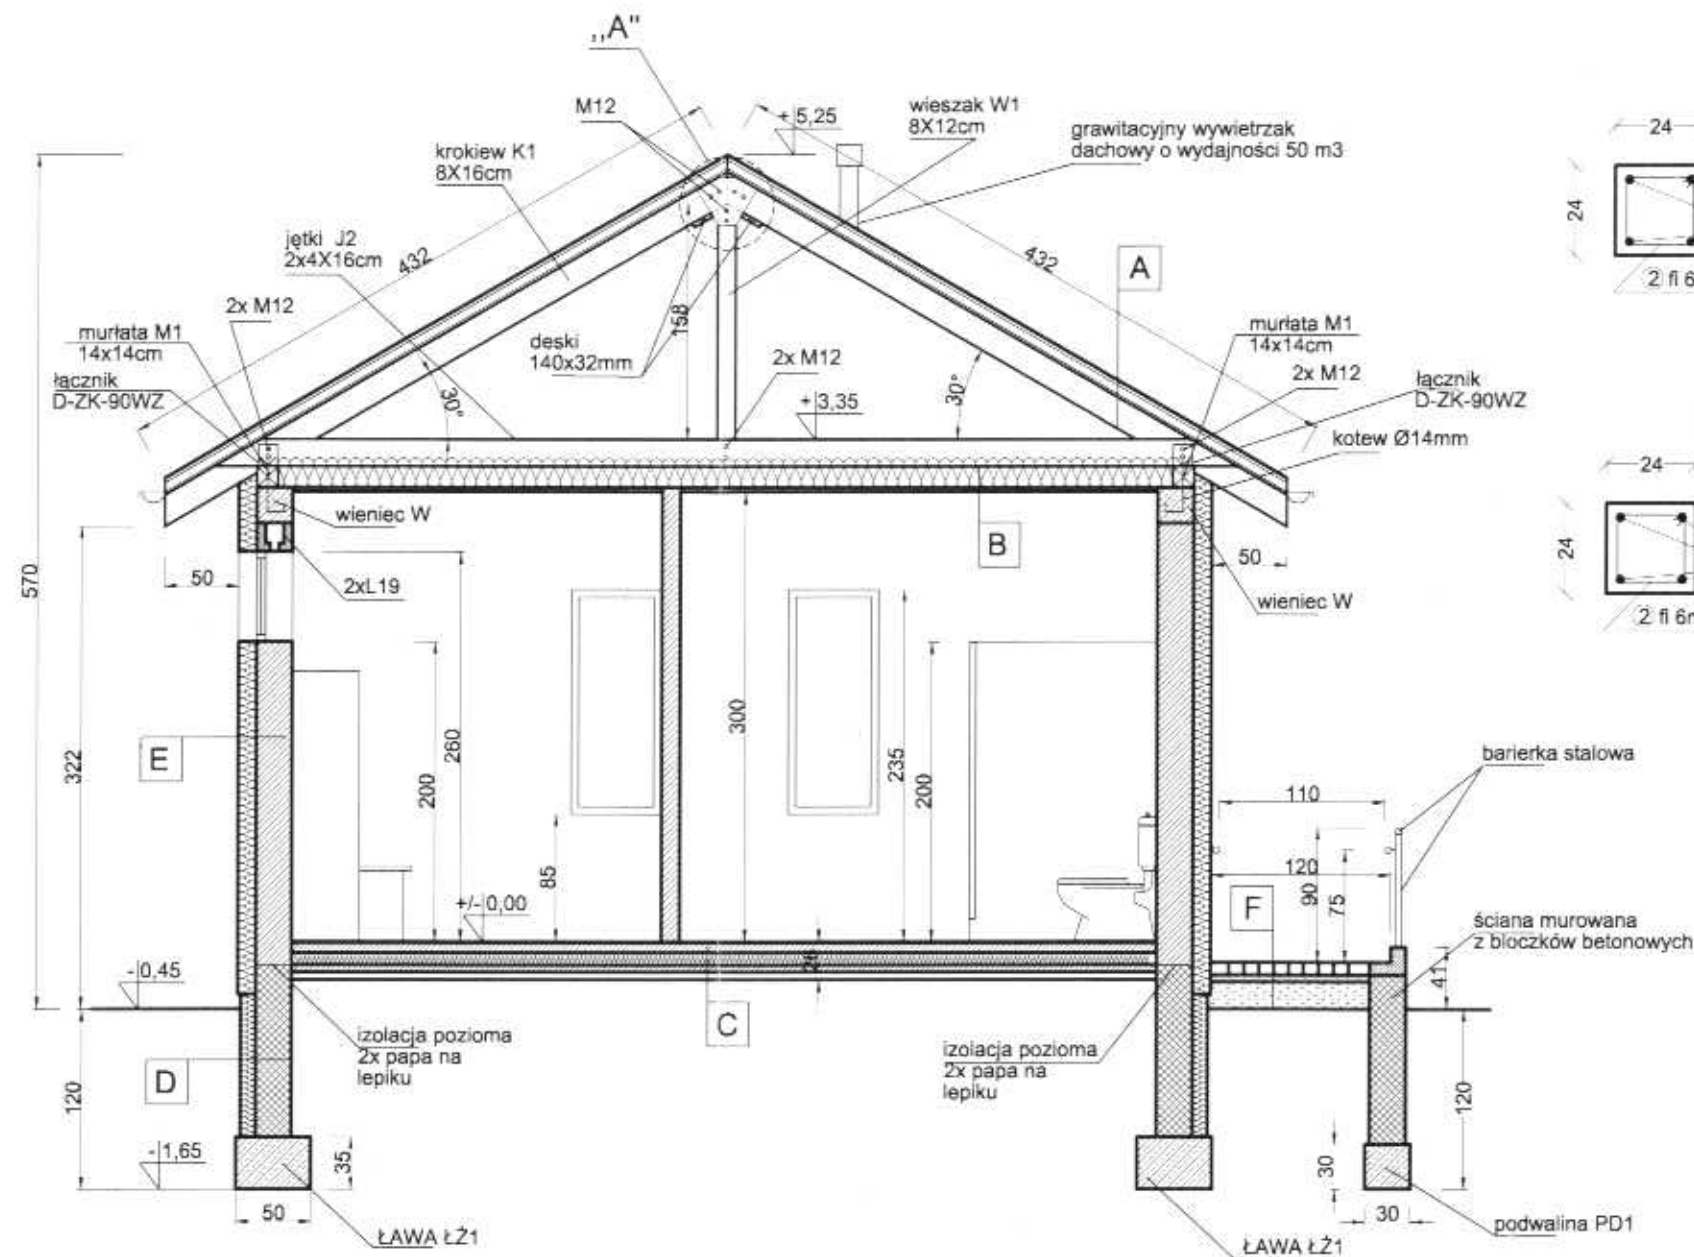 ,,A"
M12
+ 5,25
wieszak W1
8X12cm
grawitacyjny wywietrzak
dachowy o wydajności 50 m3
krokiew K1
8X16cm
jętki J2
2x4X16cm
432
432
A
2x M12
murłata M1
14x14cm
łącznik
D-ZK-90WZ
deski
140x32mm
158
2x M12
+ 3,35
30°
30°
murłata M1
14x14cm
2x M12
łącznik
D-ZK-90WZ
kotew Ø14mm
wieniec W
B
50
50
2xL19
wieniec W
570
322
E
200
260
300
235
200
85
+/- 0,00
barierka stalowa
110
120
90
75
F
ściana murowana
z bloczków betonowych
41
26
- 0,45
C
izolacja pozioma
2x papa na
lepiku
izolacja pozioma
2x papa na
lepiku
D
120
120
- 1,65
35
30
50
30
ŁAWA ŁŻ1
ŁAWA ŁŻ1
podwalina PD1
24
24
2 fi 6
24
24
2 fi 6